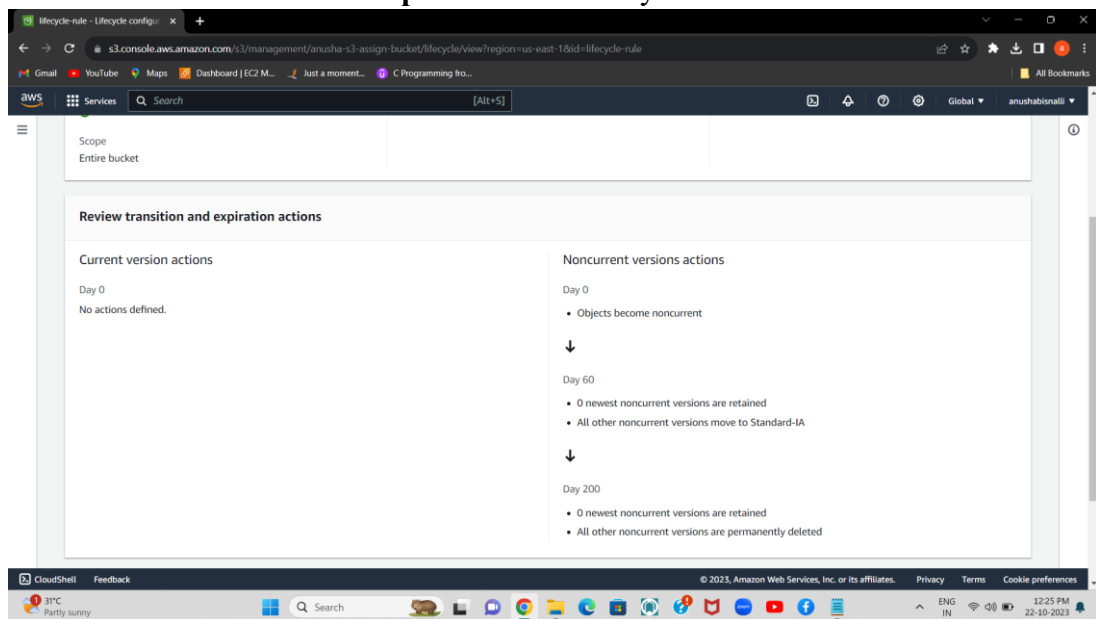 lifecycle-rule - Lifecycle configur
s3.console.aws.amazon.com/s3/management/anusha-s3-assign-bucket/lifecycle/view?region=us-east-1&id=lifecycle-rule
Gmail YouTube Maps Dashboard | EC2 M... Just a moment... C Programming fro... All Bookmarks
aws Services Search [Alt+S] Global anushabisnalli
Scope
Entire bucket
Review transition and expiration actions
Current version actions
Day 0
No actions defined.
Noncurrent versions actions
Day 0
• Objects become noncurrent
Day 60
• 0 newest noncurrent versions are retained
• All other noncurrent versions move to Standard-IA
Day 200
• 0 newest noncurrent versions are retained
• All other noncurrent versions are permanently deleted
CloudShell Feedback © 2023, Amazon Web Services, Inc. or its affiliates. Privacy Terms Cookie preferences
31°C
Partly sunny
Search
ENG
IN
12:25 PM
22-10-2023